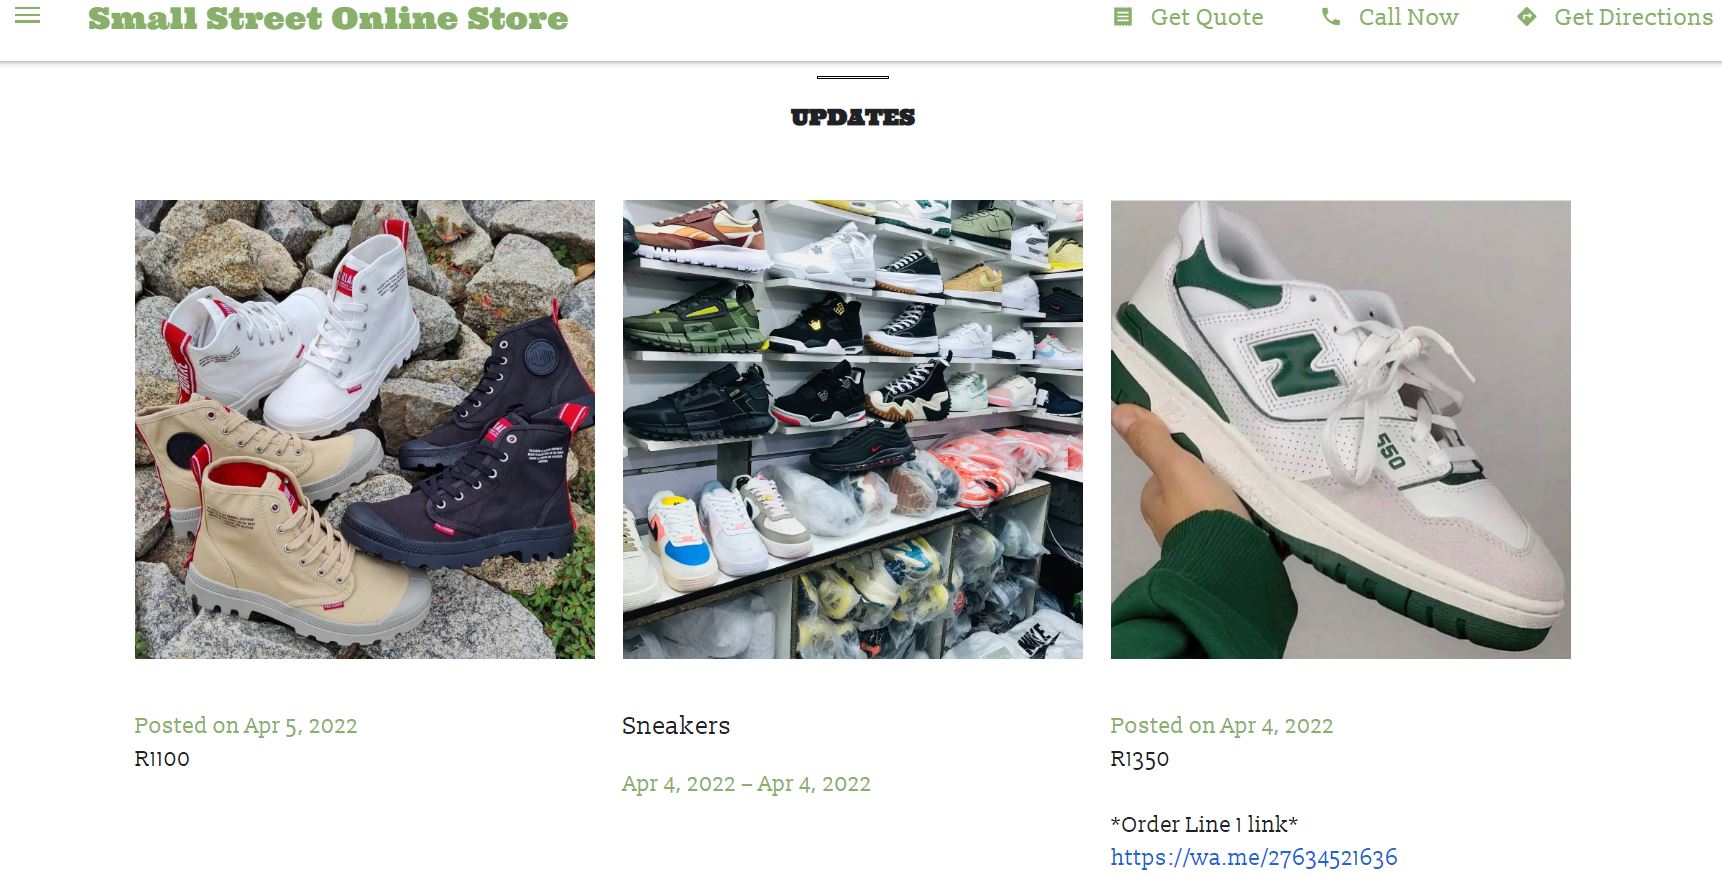 Small Street Online Store
Get Quote
Call Now
Get Directions
UPDATES
550
NIKE
Posted on Apr 5, 2022
R1100
Sneakers
Apr 4, 2022 – Apr 4, 2022
Posted on Apr 4, 2022
R1350
*Order Line 1 link*
https://wa.me/27634521636